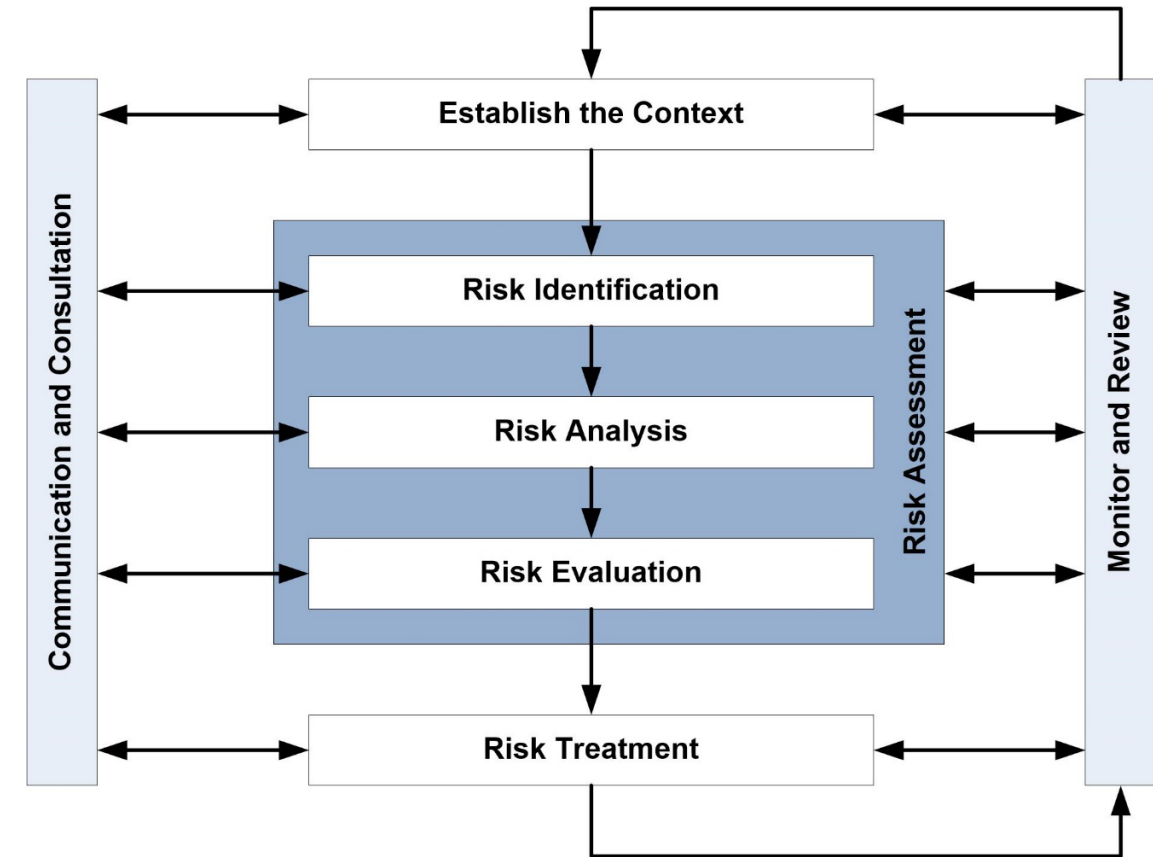 Establish the Context
Communication and Consultation
Risk Identification
Risk Analysis
Risk Evaluation
Risk Assessment
Monitor and Review
Risk Treatment